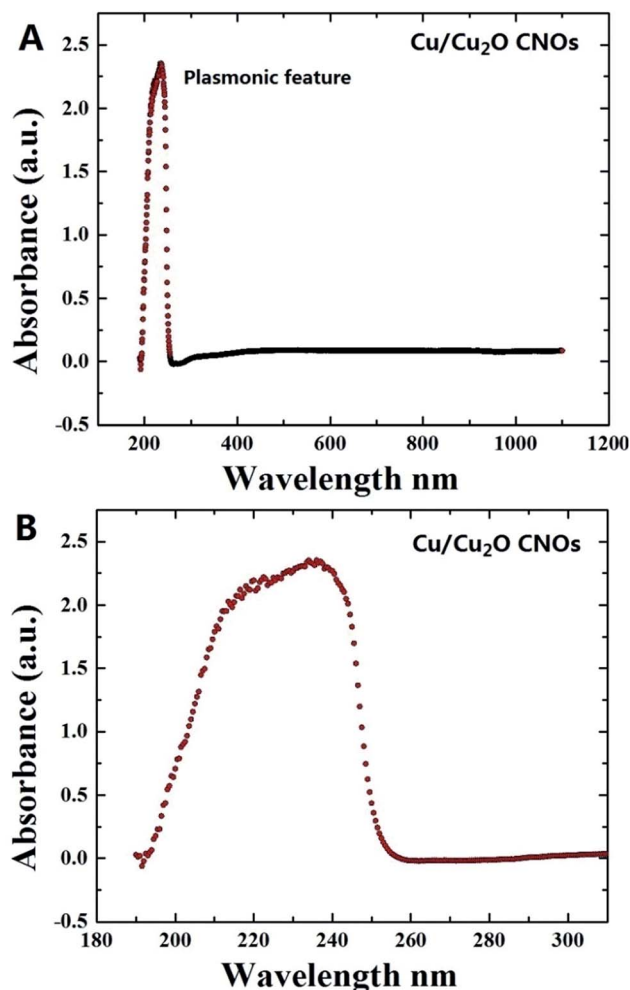 A
Cu/Cu₂O CNOs
Plasmonic feature
2.5
2.0
1.5
1.0
0.5
0.0
-0.5
Absorbance (a.u.)
200 400 600 800 1000 1200
Wavelength nm
B
Cu/Cu₂O CNOs
2.5
2.0
1.5
1.0
0.5
0.0
-0.5
Absorbance (a.u.)
180 200 220 240 260 280 300
Wavelength nm